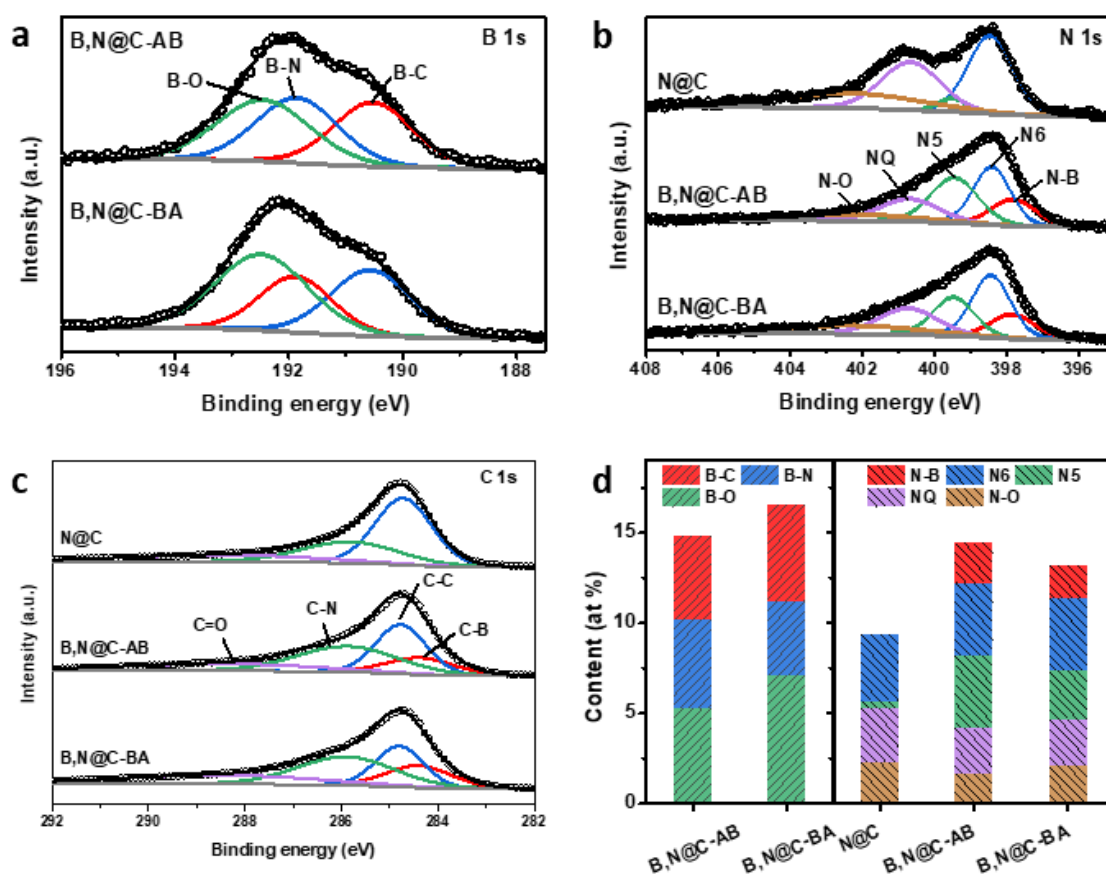 a
B 1s
B,N@C-AB
B-O
B-N
B-C
B,N@C-BA
Intensity (a.u.)
196 194 192 190 188
Binding energy (eV)
b
N 1s
N@C
B,N@C-AB
N-O
NQ
N5
N6
N-B
B,N@C-BA
Intensity (a.u.)
408 406 404 402 400 398 396
Binding energy (eV)
c
C 1s
N@C
B,N@C-AB
C=O
C-N
C-C
C-B
B,N@C-BA
Intensity (a.u.)
292 290 288 286 284 282
Binding energy (eV)
d
B-C B-N
B-O
N-B N6 N5
NQ N-O
Content (at %)
15
10
5
0
B,N@C-AB
B,N@C-BA
N@C
B,N@C-AB
B,N@C-BA